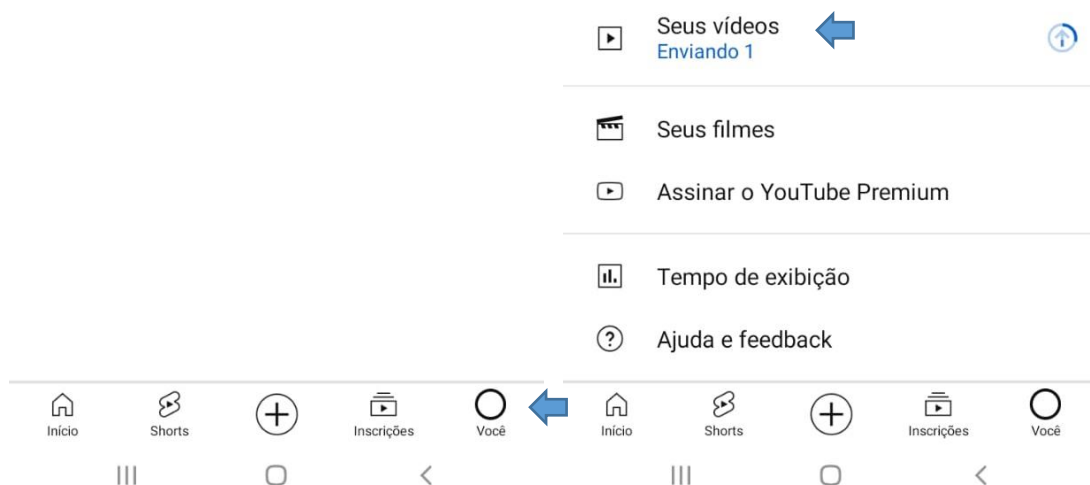 Início
Shorts
Inscrições
Você
Seus vídeos
Enviando 1
Seus filmes
Assinar o YouTube Premium
Tempo de exibição
Ajuda e feedback
Início
Shorts
Inscrições
Você